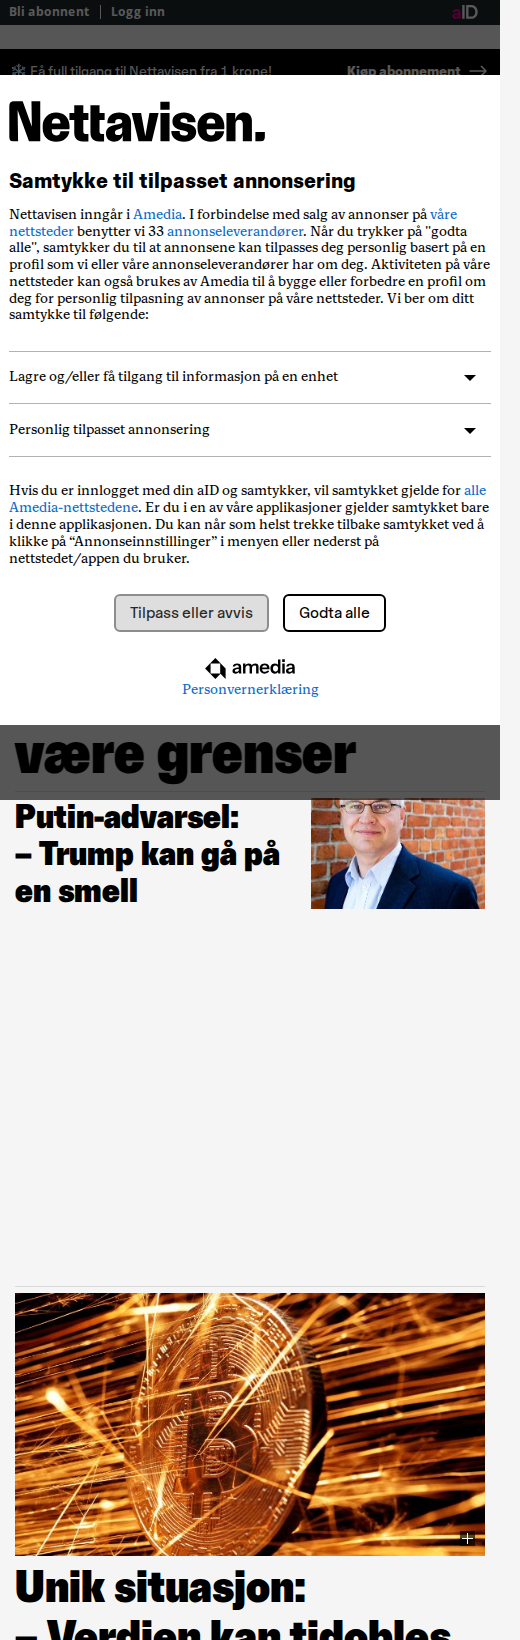 Bli abonnent
Logg inn
aID
Få full tilgang til Nettavisen fra 1 krone!
Kjøp abonnement
Nettavisen.
Samtykke til tilpasset annonsering
Nettavisen inngår i Amedia. I forbindelse med salg av annonser på våre
nettsteder benytter vi 33 annonseleverandører. Når du trykker på "godta
alle", samtykker du til at annonsene kan tilpasses deg personlig basert på en
profil som vi eller våre annonseleverandører har om deg. Aktiviteten på våre
nettsteder kan også brukes av Amedia til å bygge eller forbedre en profil om
deg for personlig tilpasning av annonser på våre nettsteder. Vi ber om ditt
samtykke til følgende:
Lagre og/eller få tilgang til informasjon på en enhet
Personlig tilpasset annonsering
Hvis du er innlogget med din aID og samtykker, vil samtykket gjelde for alle
Amedia-nettstedene. Er du i en av våre applikasjoner gjelder samtykket bare
i denne applikasjonen. Du kan når som helst trekke tilbake samtykket ved å
klikke på “Annonseinnstillinger” i menyen eller nederst på
nettstedet/appen du bruker.
Tilpass eller avvis
Godta alle
amedia
Personvernerklæring
være grenser
Putin-advarsel:
– Trump kan gå på
en smell
Unik situasjon:
– Verdien kan tidobles